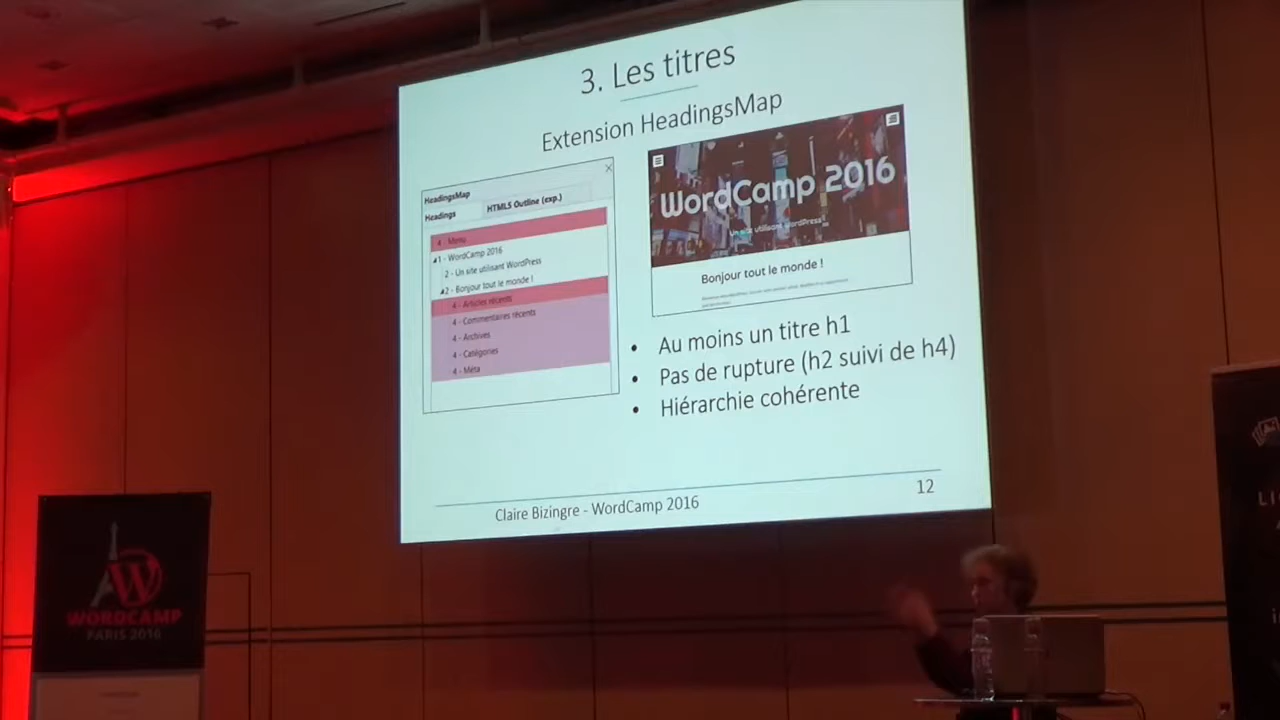 3. Les titres
Extension HeadingsMap
HeadingsMap
Headings
HTML5 Outline (exp.)
4 - Menu
1 - WordCamp 2016
2 - Un site utilisant WordPress
2 - Bonjour tout le monde !
4 - Articles récents
4 - Commentaires récents
4 - Archives
4 - Catégories
4 - Méta
WordCamp 2016
Un site utilisant WordPress
Bonjour tout le monde !
• Au moins un titre h1
• Pas de rupture (h2 suivi de h4)
• Hiérarchie cohérente
Claire Bizingre - WordCamp 2016
12
WORDCAMP
PARIS 2016